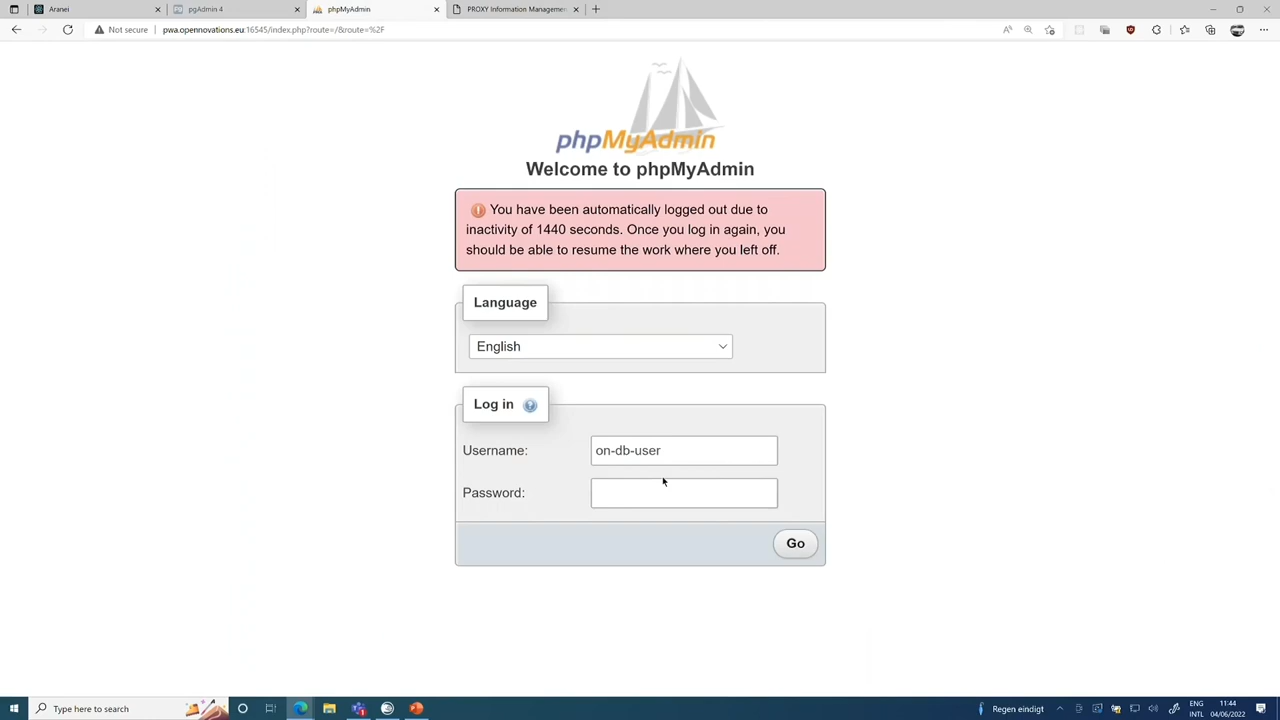 Aranei
pgAdmin 4
phpMyAdmin
PROXY Information Manageme
Not secure
pwa.opennovations.eu:16545/index.php?route=/&route=%2F
phpMyAdmin
Welcome to phpMyAdmin
You have been automatically logged out due to
inactivity of 1440 seconds. Once you log in again, you
should be able to resume the work where you left off.
Language
English
Log in
Username:
on-db-user
Password:
Go
Type here to search
Regen eindigt
ENG
INTL
11:44
04/06/2022